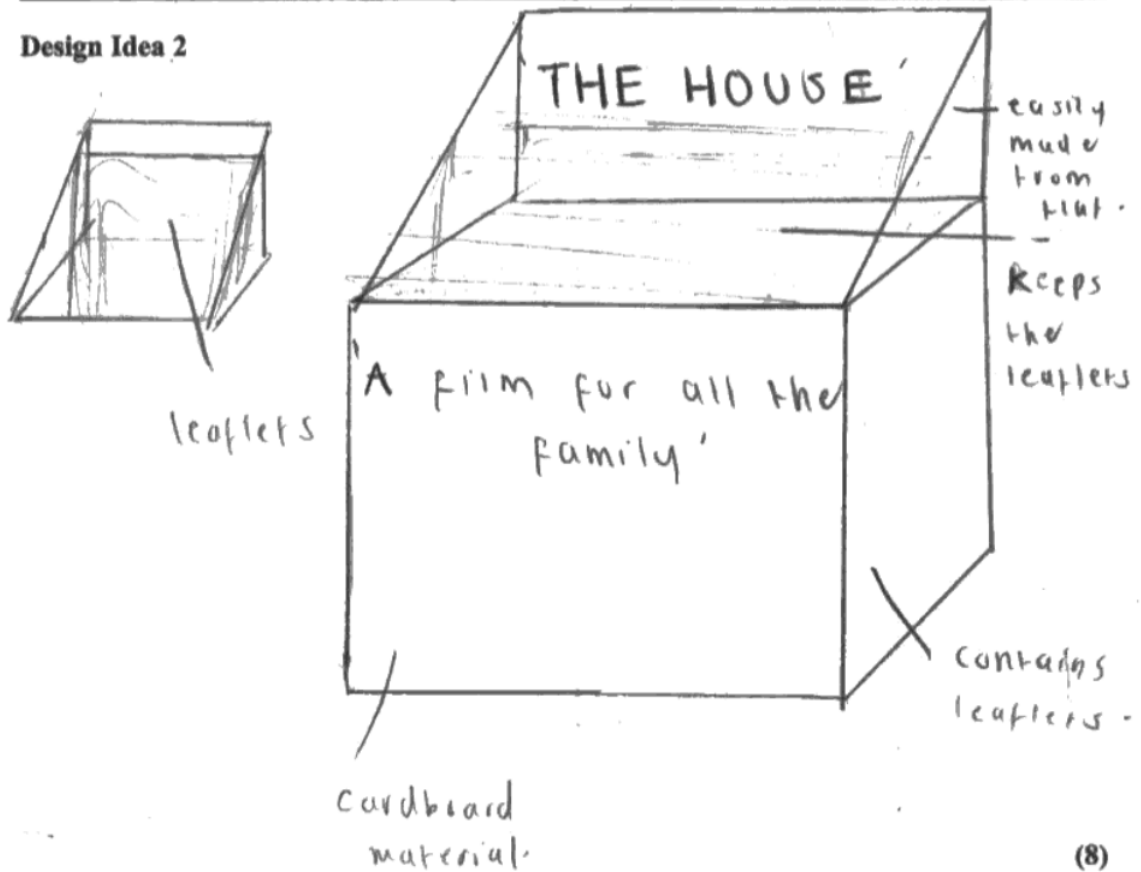 Design Idea 2
'THE HOUSE'
easily
made
from
flat.
keeps
the
leaflets
'A film for all the
family'
leaflets
contains
leaflets.
cardboard
material.
(8)